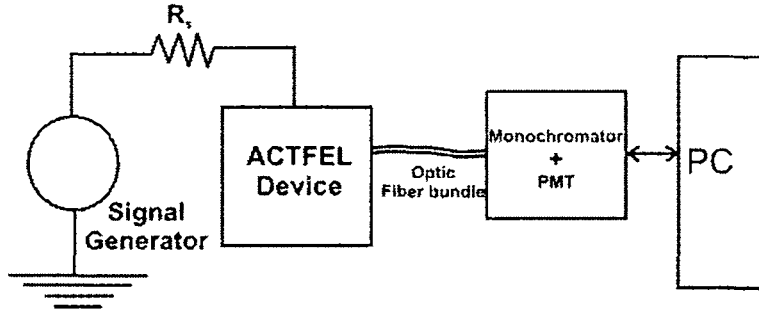 Rs
ACTFEL
Device
Signal
Generator
Optic
Fiber bundle
Monochromator
+
PMT
PC